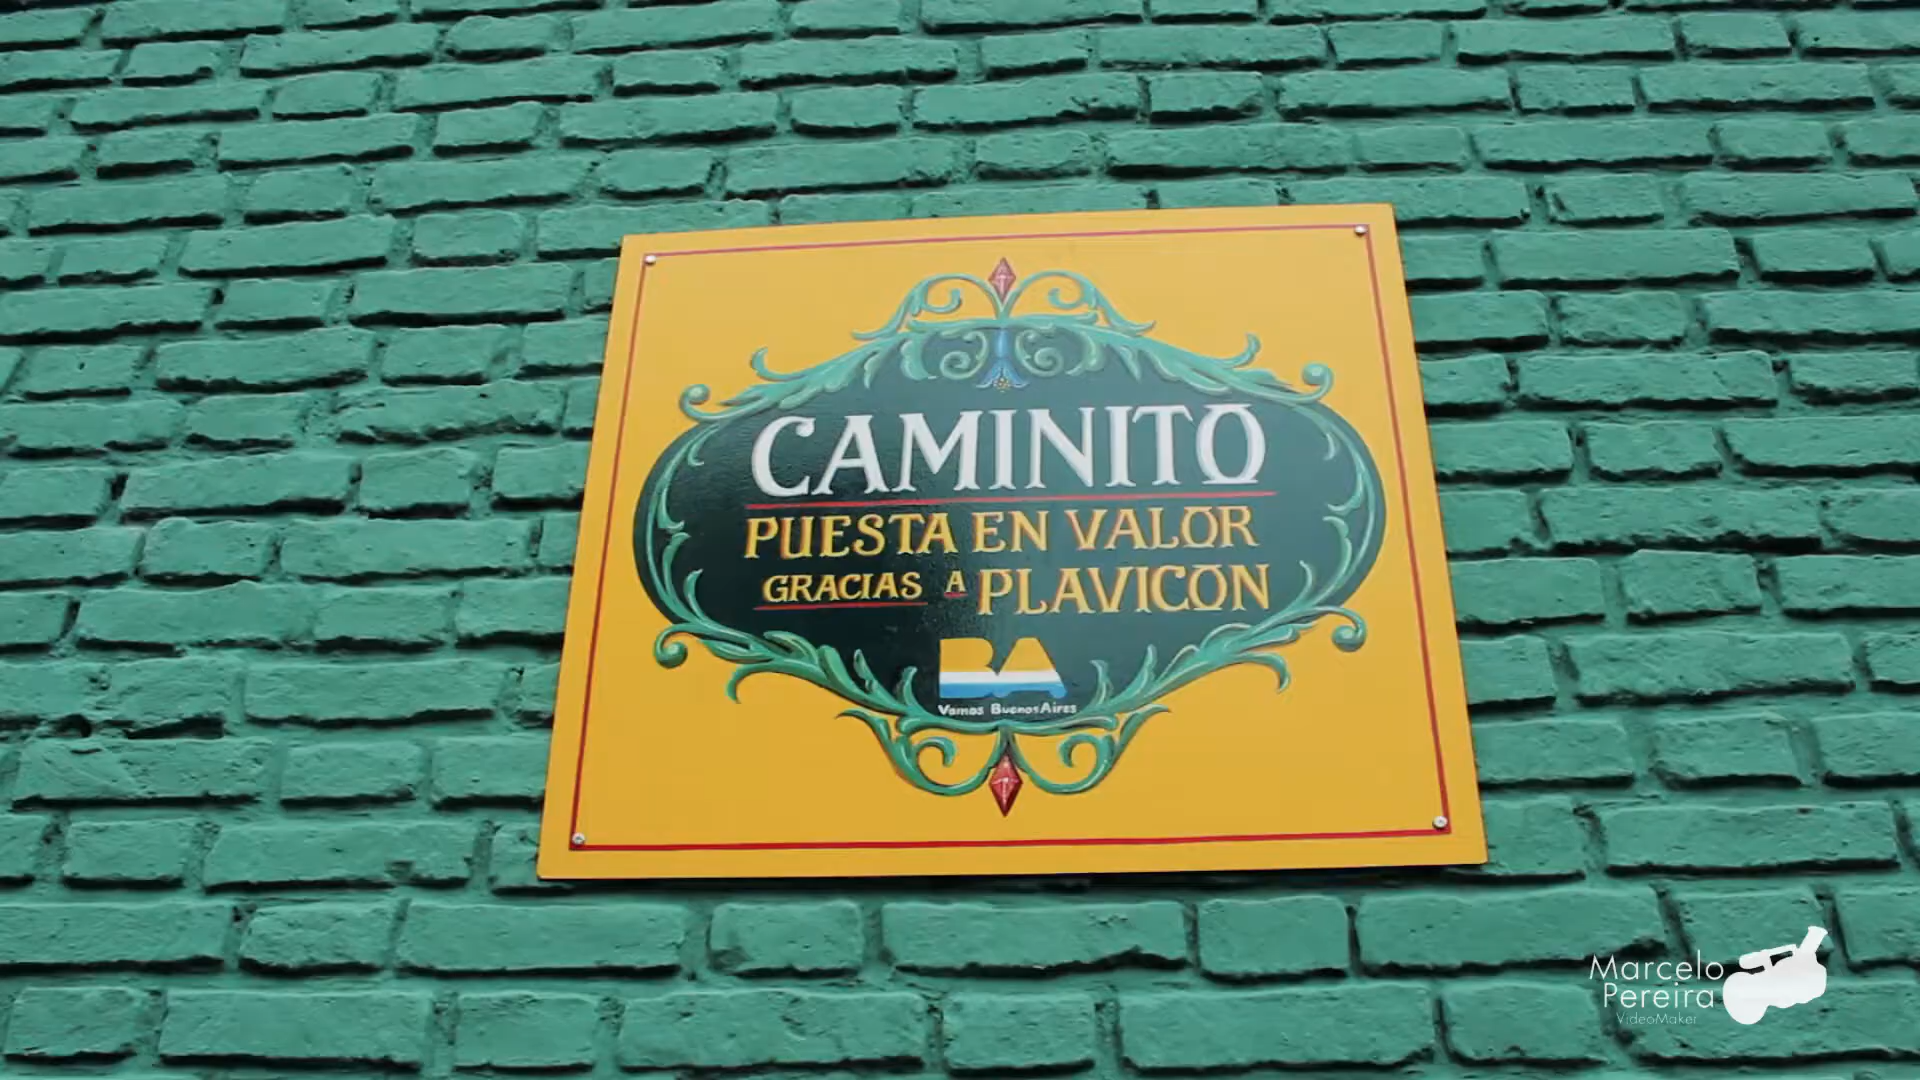 CAMINITO
PUESTA EN VALOR
GRACIAS A PLAVICON
BA
Vamos Buenos Aires
Marcelo
Pereira
VideoMaker